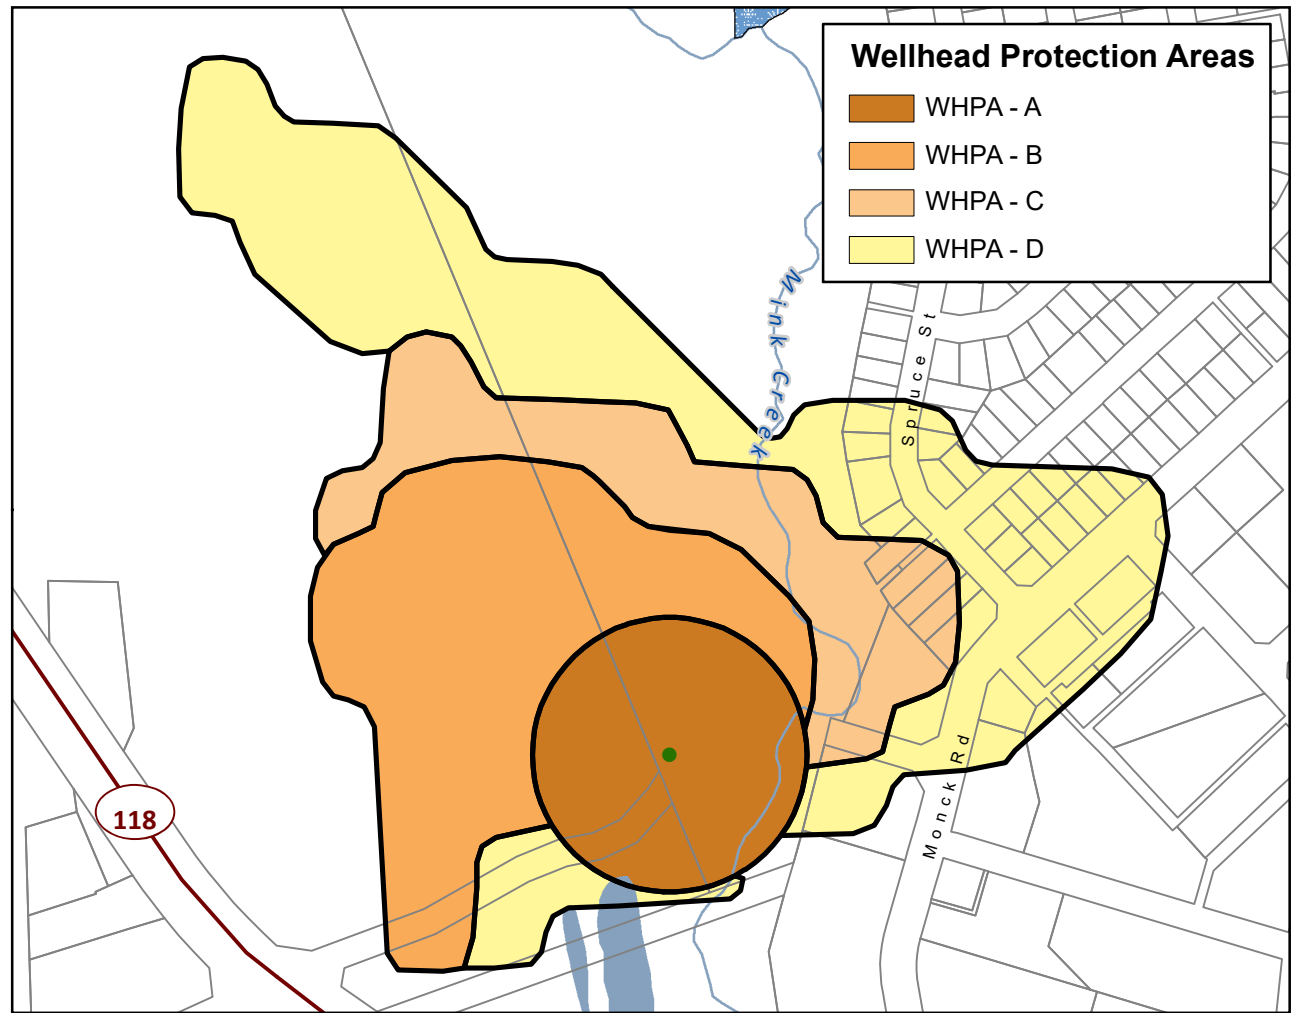 Wellhead Protection Areas
WHPA - A
WHPA - B
WHPA - C
WHPA - D
Mink Creek
Spruce St
Monck Rd
118